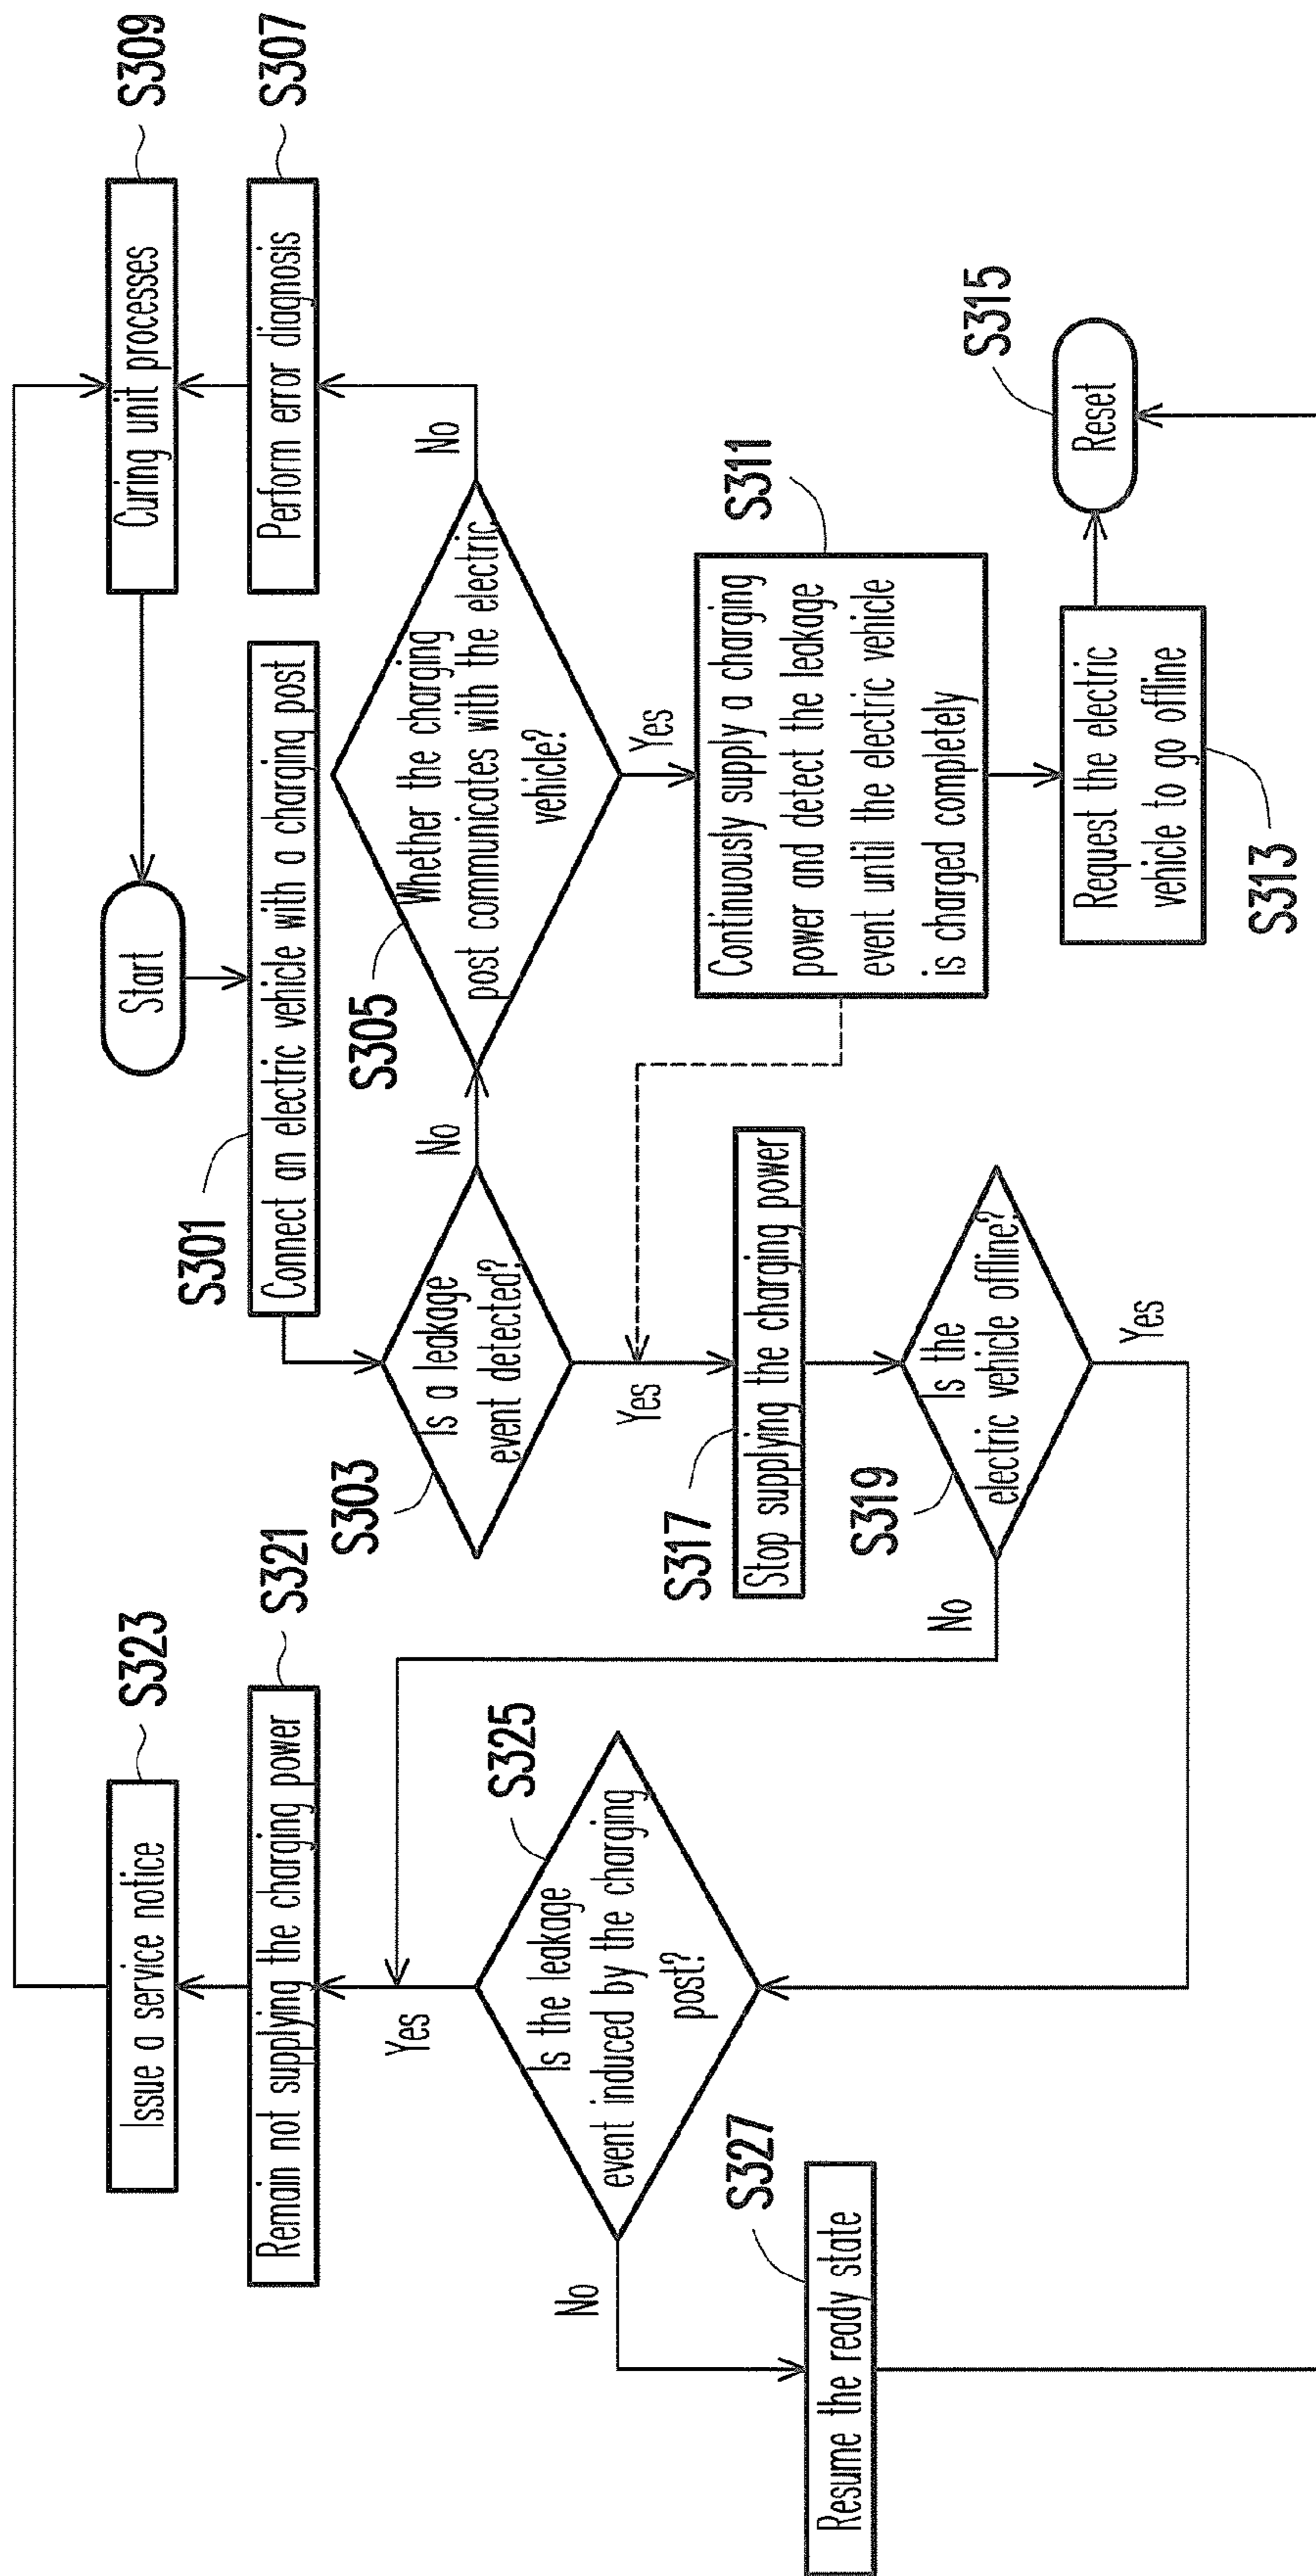 Start
S301
Connect an electric vehicle with a charging post
S303
Is a leakage
event detected?
No
Yes
S305
Whether the charging
post communicates with the electric
vehicle?
No
Yes
S307
Perform error diagnosis
S309
Curing unit processes
S311
Continuously supply a charging
power and detect the leakage
event until the electric vehicle
is charged completely
Request the electric
vehicle to go offline
S313
S315
Reset
S317
Stop supplying the charging power
S319
Is the
electric vehicle offline?
No
Yes
S321
Remain not supplying the charging power
S323
Issue a service notice
S325
Is the leakage
event induced by the charging
post?
Yes
No
S327
Resume the ready state